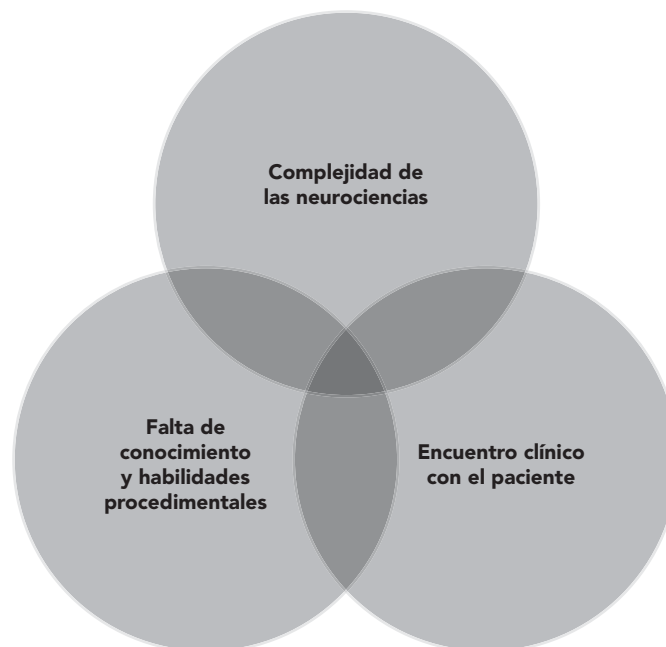 Complejidad de
las neurociencias
Falta de
conocimiento
y habilidades
procedimentales
Encuentro clínico
con el paciente